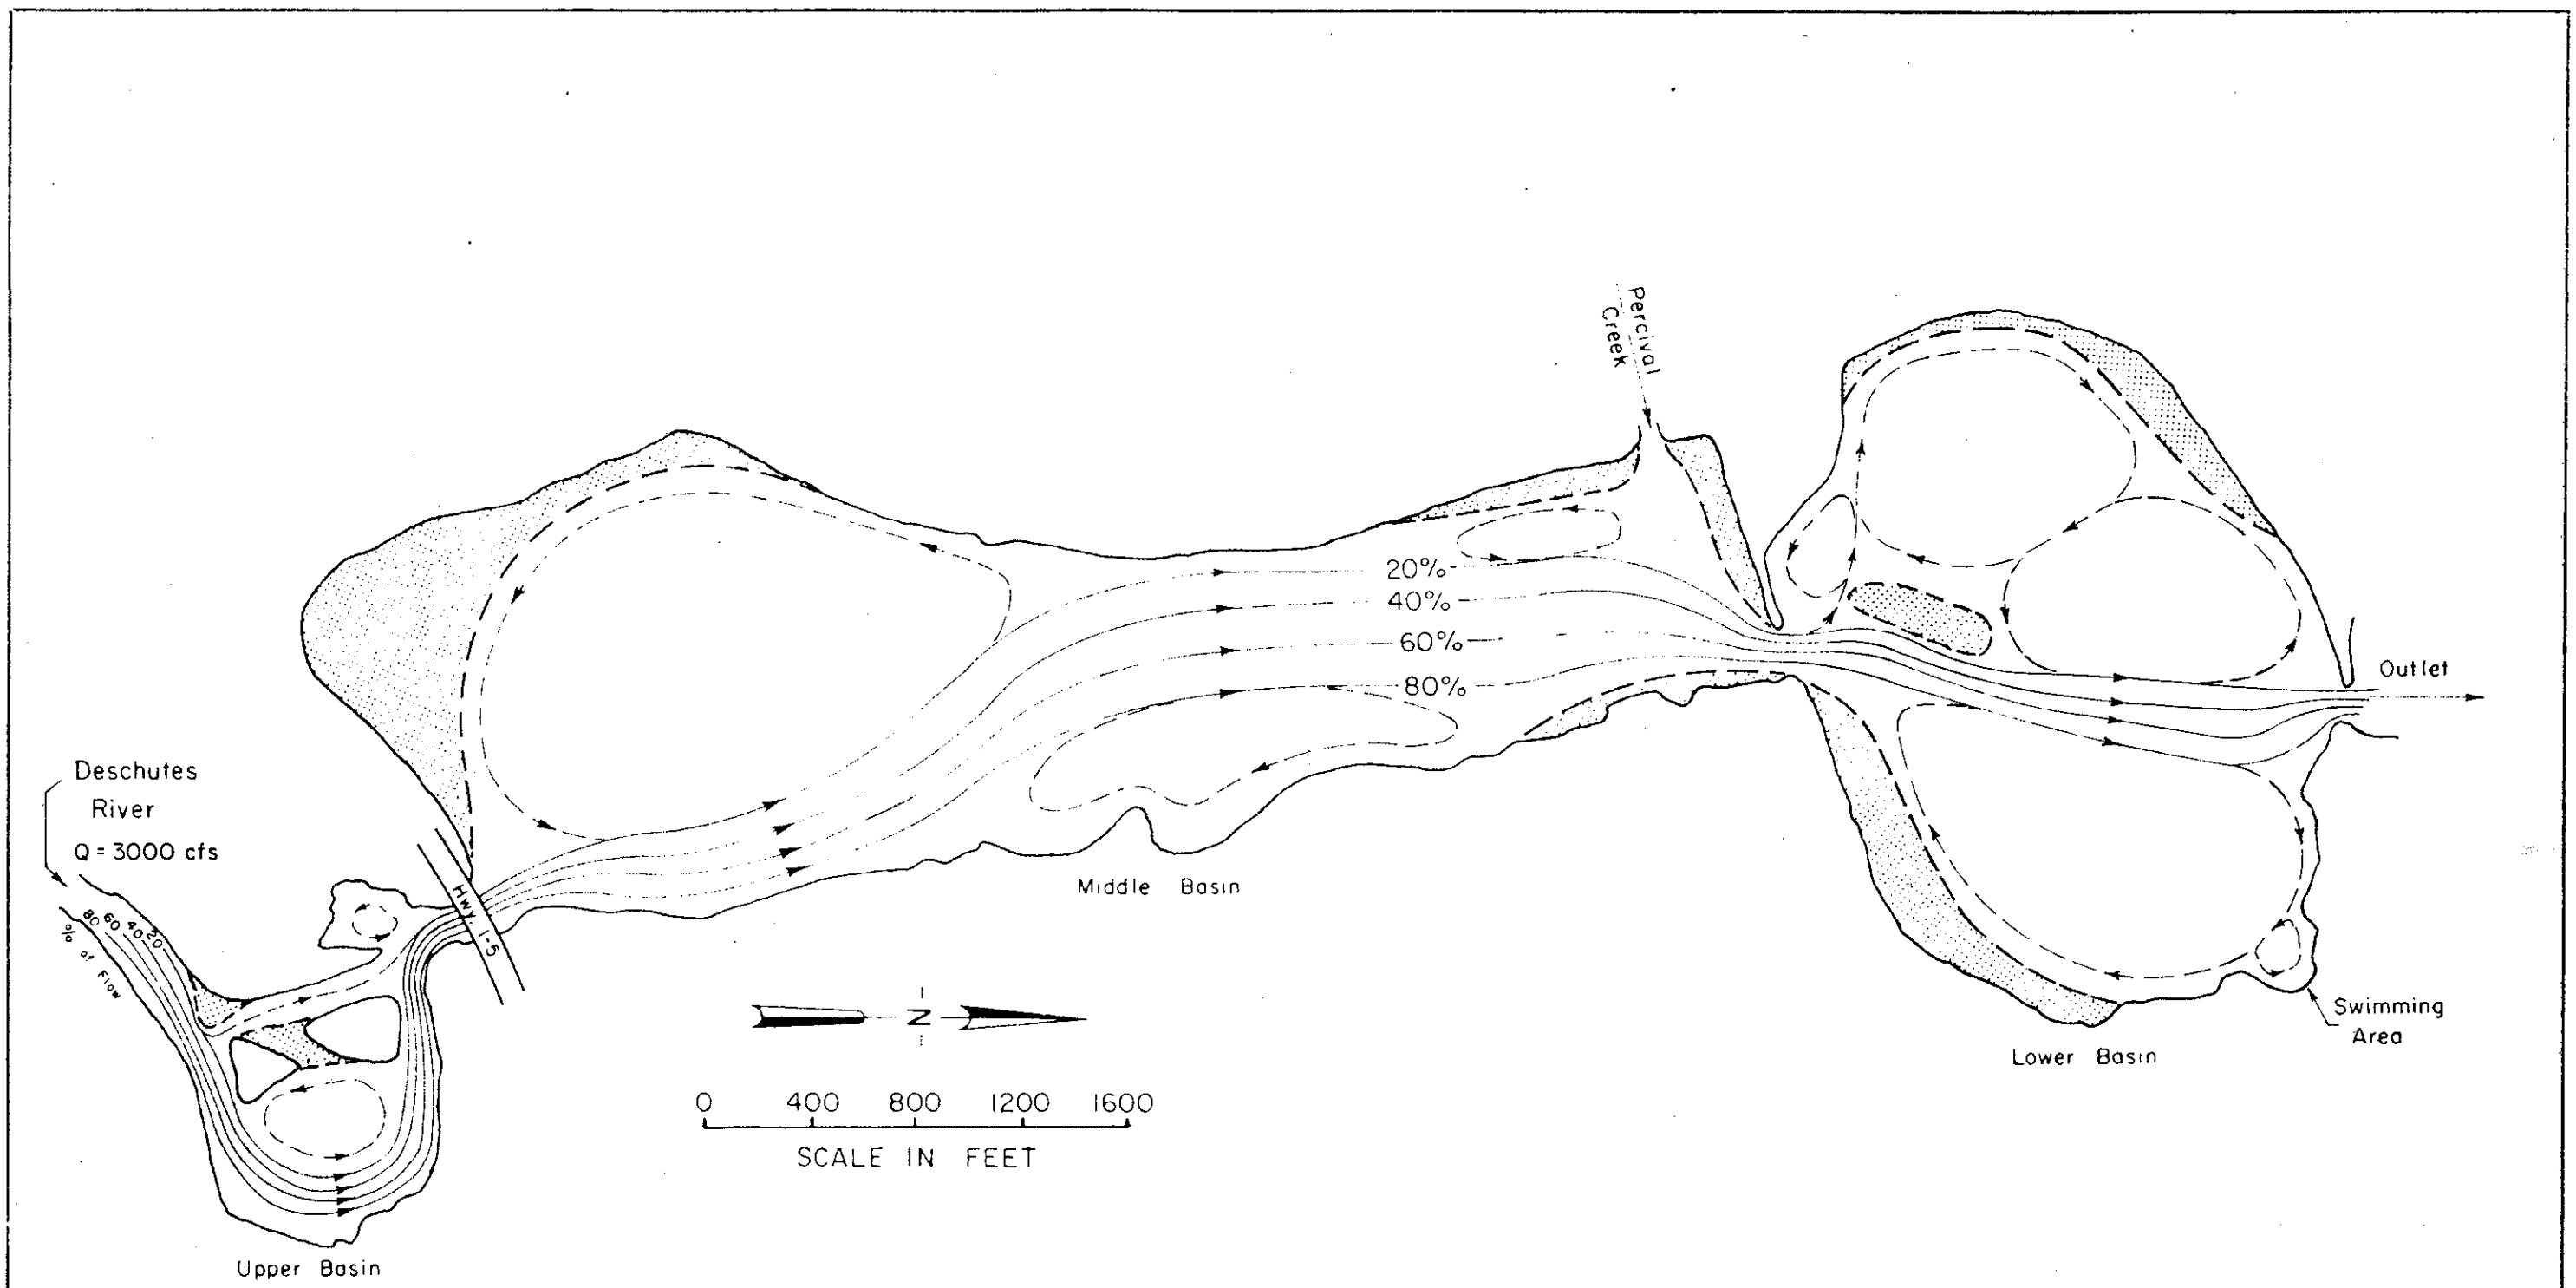 Percival
Creek
20%
40%
60%
80%
Outlet
Deschutes
River
Q = 3000 cfs
Hwy. I-5
80 60 40 20
% of Flow
Middle Basin
N
0 400 800 1200 1600
SCALE IN FEET
Swimming
Area
Lower Basin
Upper Basin